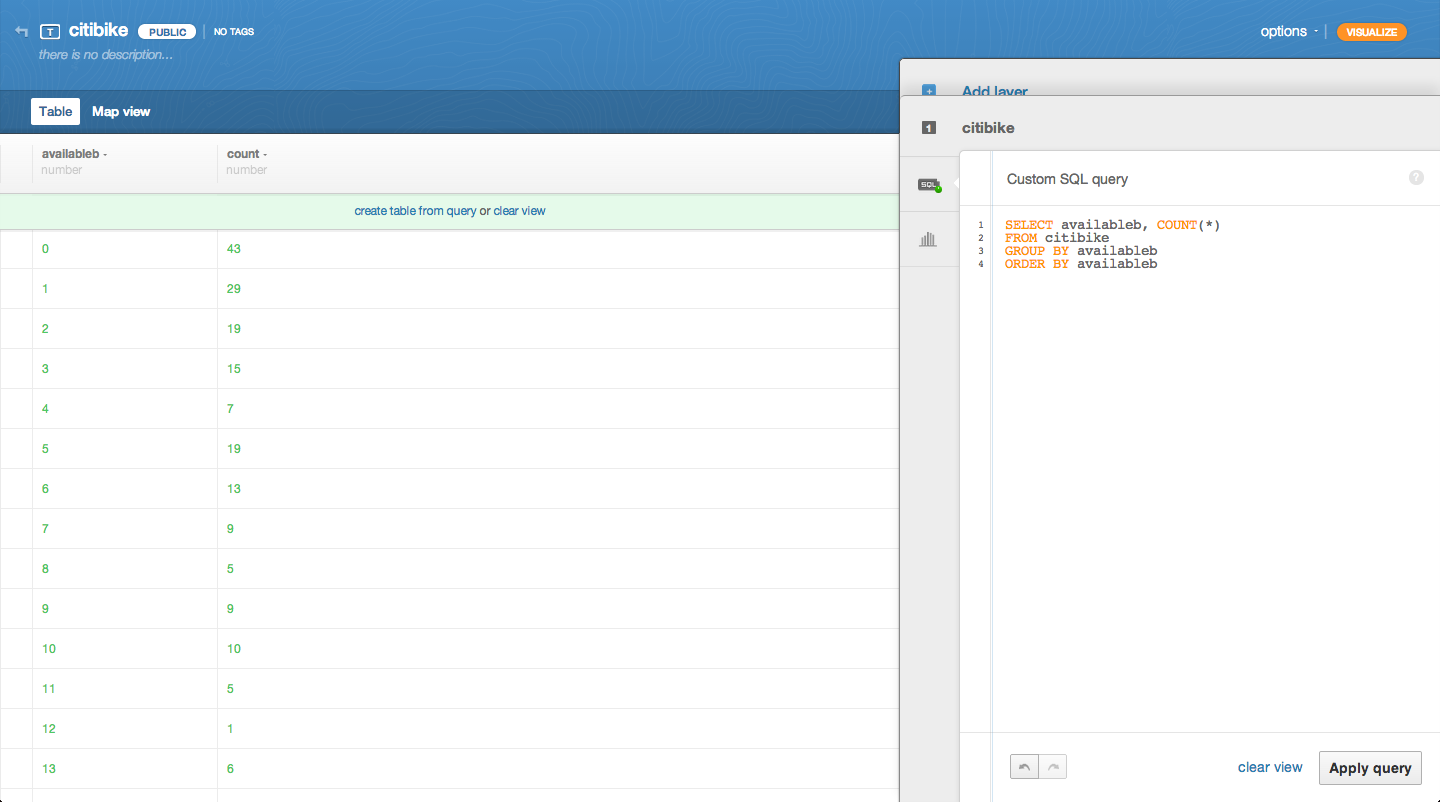 T citibike PUBLIC NO TAGS
options
VISUALIZE
there is no description...
Table Map view
availableb count
number number
create table from query or clear view
0 43
1 29
2 19
3 15
4 7
5 19
6 13
7 9
8 5
9 9
10 10
11 5
12 1
13 6
Add layer
1 citibike
SQL
Custom SQL query ?
1 SELECT availableb, COUNT(*)
2 FROM citibike
3 GROUP BY availableb
4 ORDER BY availableb
clear view Apply query